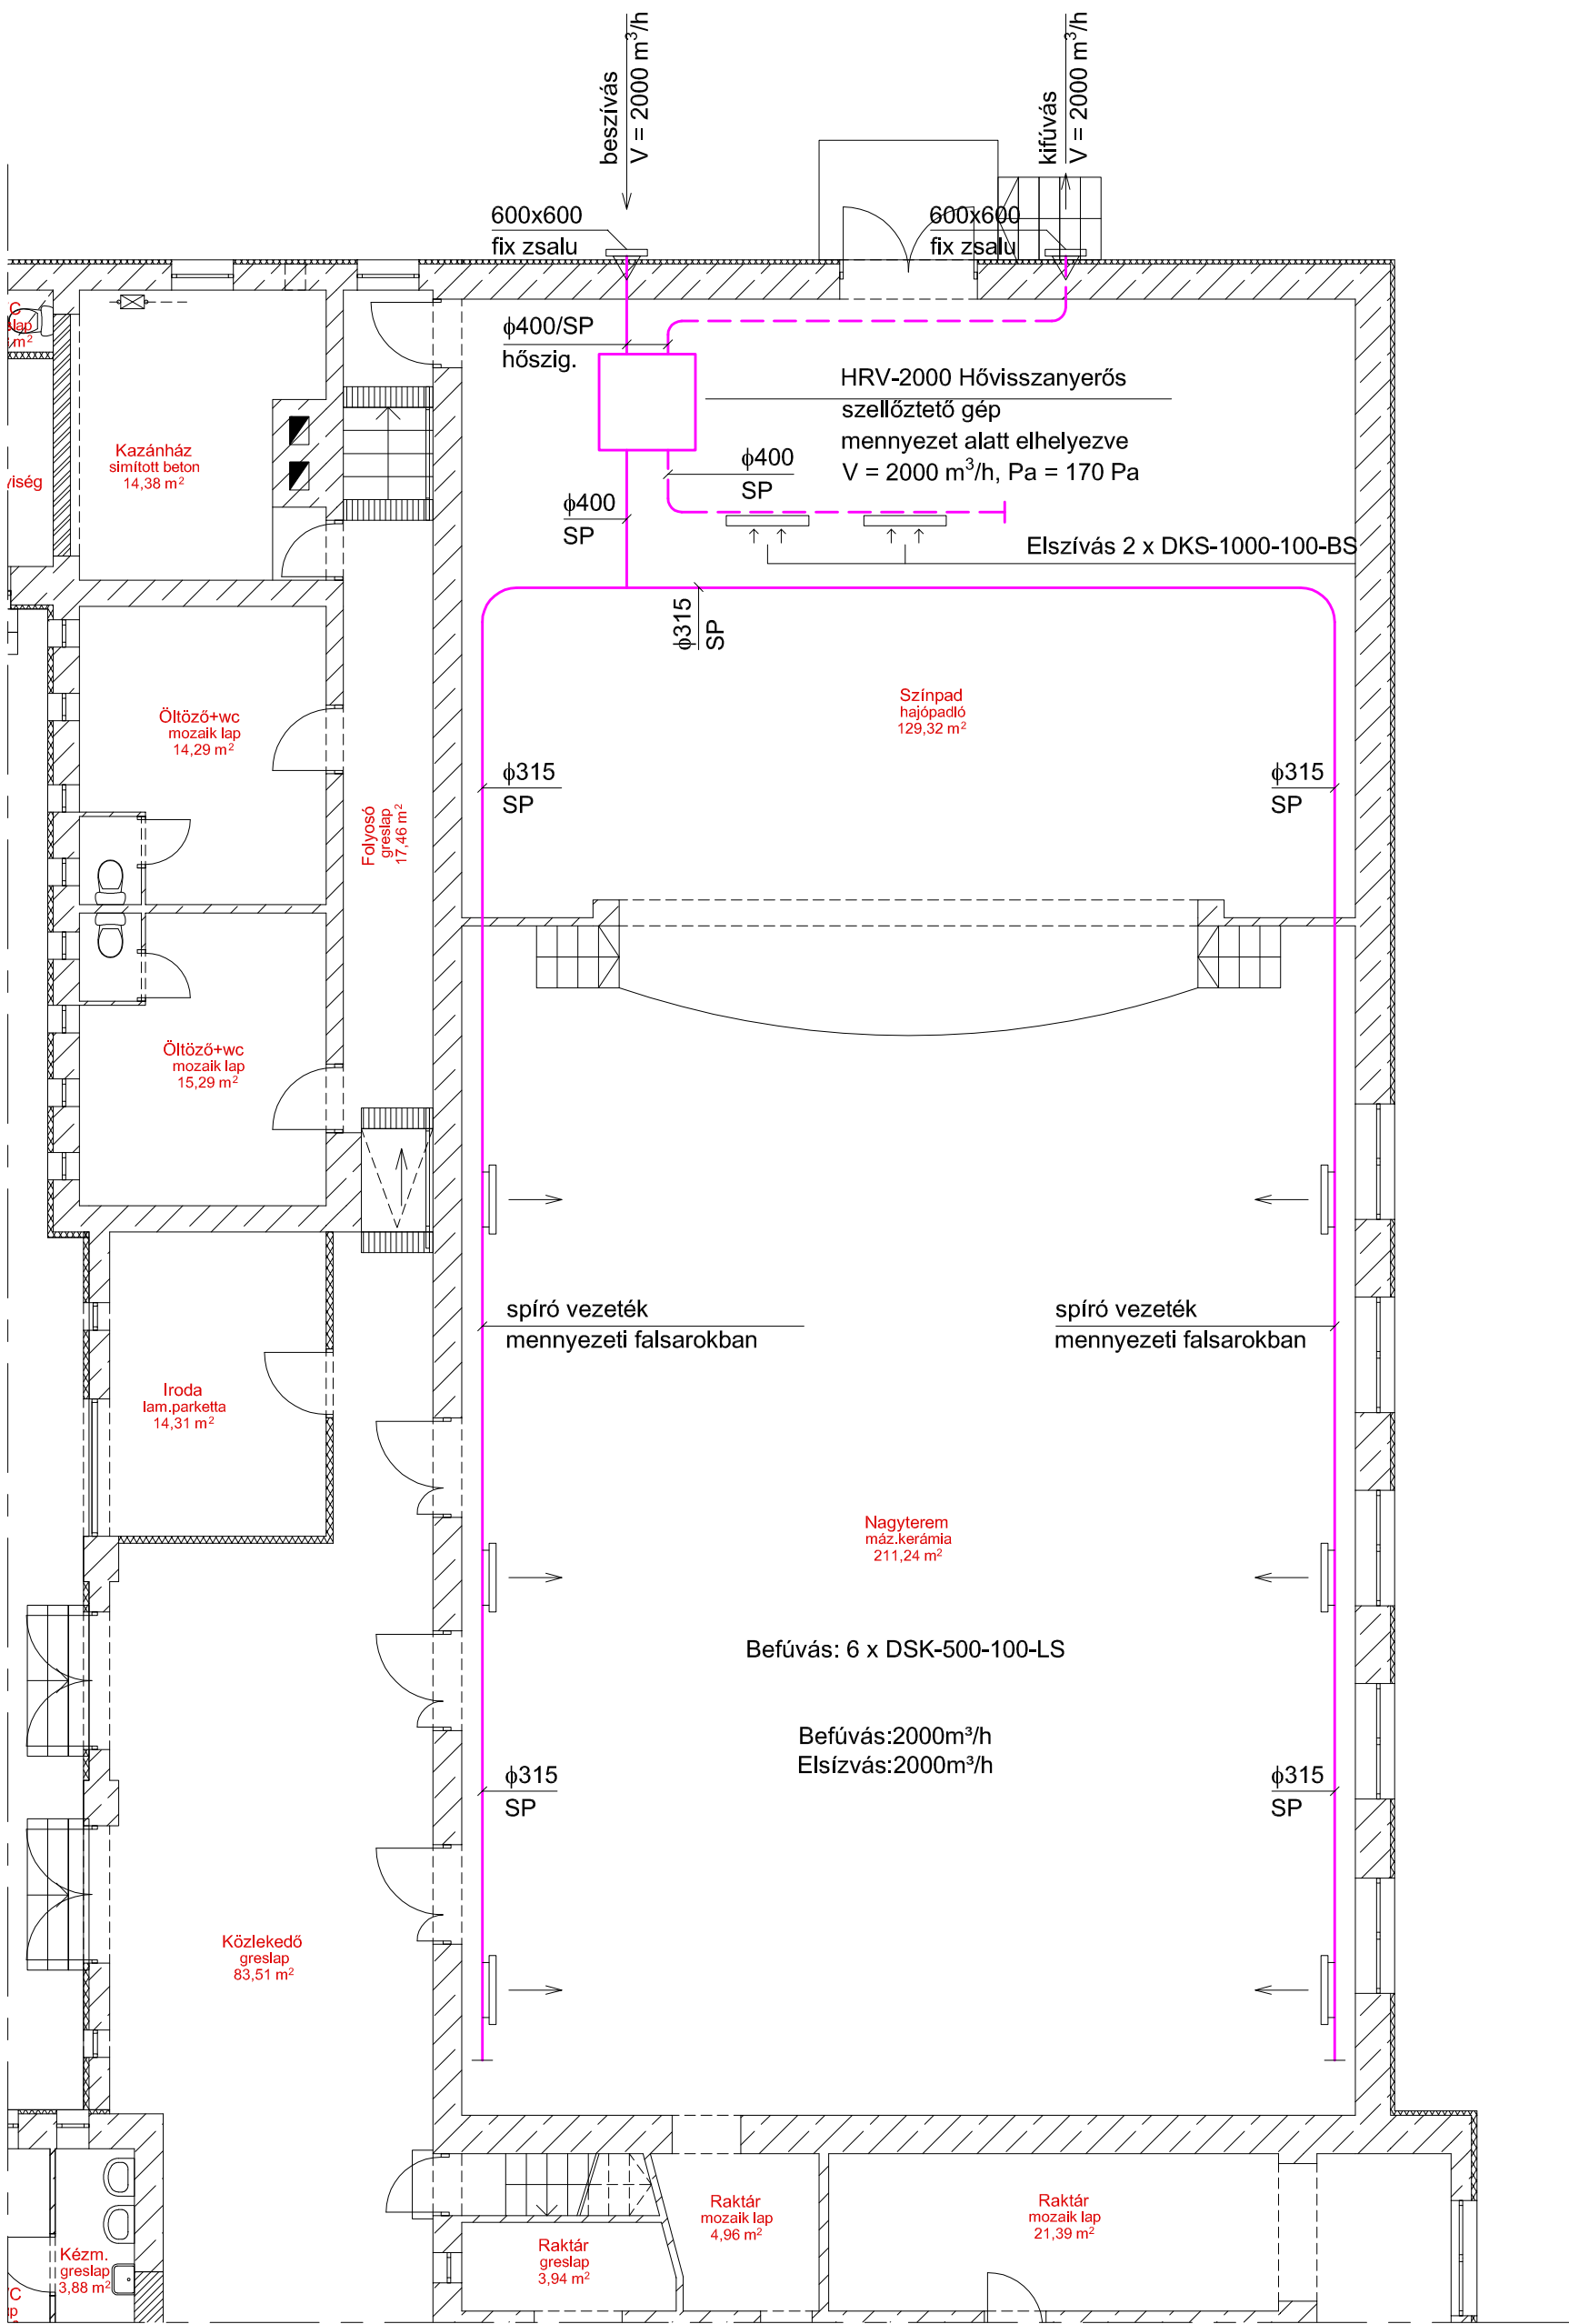 beszívás
V = 2000 m³/h
kifúvás
V = 2000 m³/h
600x600
fix zsalu
600x600
fix zsalu
ϕ400/SP
hőszig.
HRV-2000 Hővisszanyerős
szellőztető gép
mennyezet alatt elhelyezve
V = 2000 m³/h, Pa = 170 Pa
ϕ400
SP
ϕ400
SP
Elszívás 2 x DKS-1000-100-BS
ϕ315
SP
Kazánház
simított beton
14,38 m²
Színpad
hajópadló
129,32 m²
Öltöző+wc
mozaik lap
14,29 m²
ϕ315
SP
ϕ315
SP
Folyosó
greslap
17,46 m²
Öltöző+wc
mozaik lap
15,29 m²
spíró vezeték
mennyezeti falsarokban
spíró vezeték
mennyezeti falsarokban
Iroda
lam.parketta
14,31 m²
Nagyterem
máz.kerámia
211,24 m²
Befúvás: 6 x DSK-500-100-LS
Befúvás:2000m³/h
Elsízvás:2000m³/h
ϕ315
SP
ϕ315
SP
Közlekedő
greslap
83,51 m²
Raktár
mozaik lap
4,96 m²
Raktár
mozaik lap
21,39 m²
Raktár
greslap
3,94 m²
Kézm.
greslap
3,88 m²